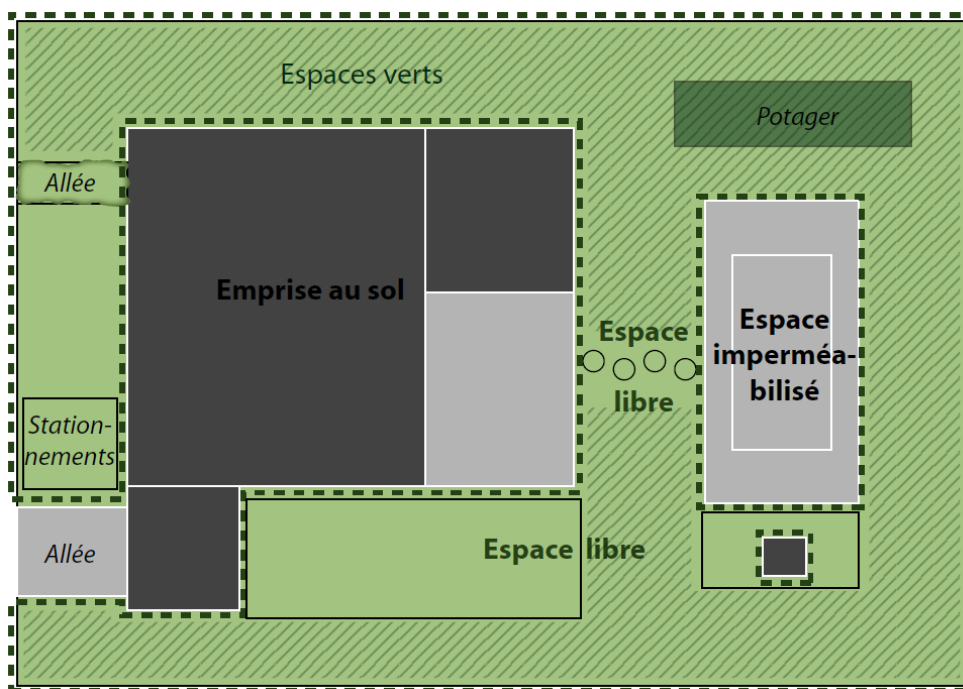 Espaces verts
Potager
Allée
Emprise au sol
Espace
libre
Espace
imperméa-
bilisé
Station-
nements
Allée
Espace libre